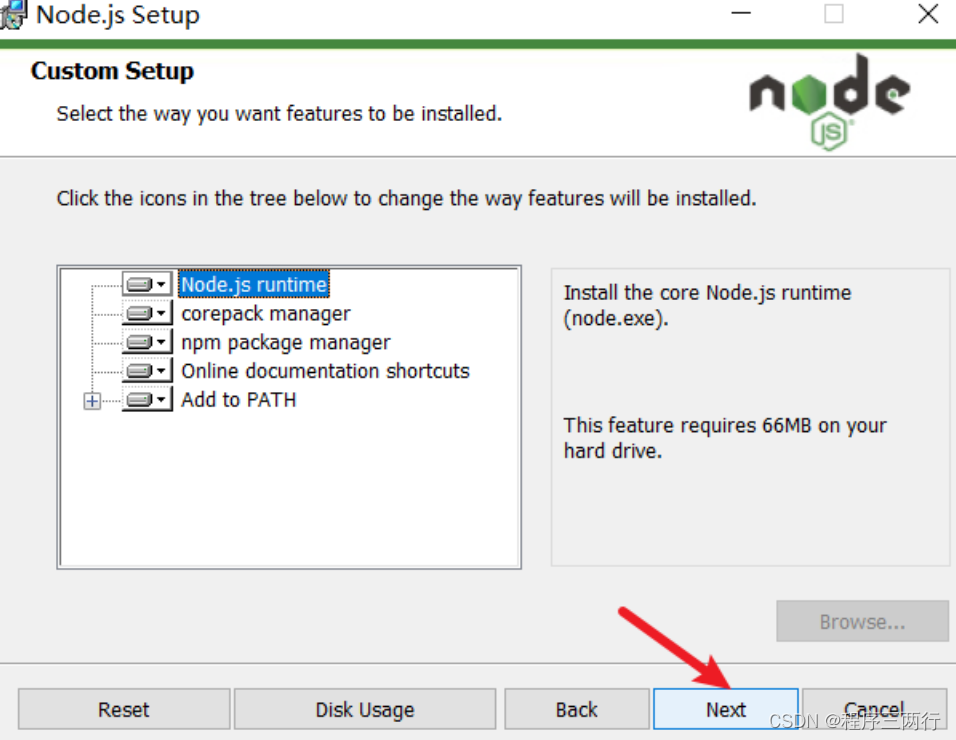 Node.js Setup
Custom Setup
Select the way you want features to be installed.
node
JS
Click the icons in the tree below to change the way features will be installed.
Node.js runtime
corepack manager
npm package manager
Online documentation shortcuts
Add to PATH
Install the core Node.js runtime
(node.exe).
This feature requires 66MB on your
hard drive.
Browse...
Reset
Disk Usage
Back
Next
Cancel
CSDN @程序三两行